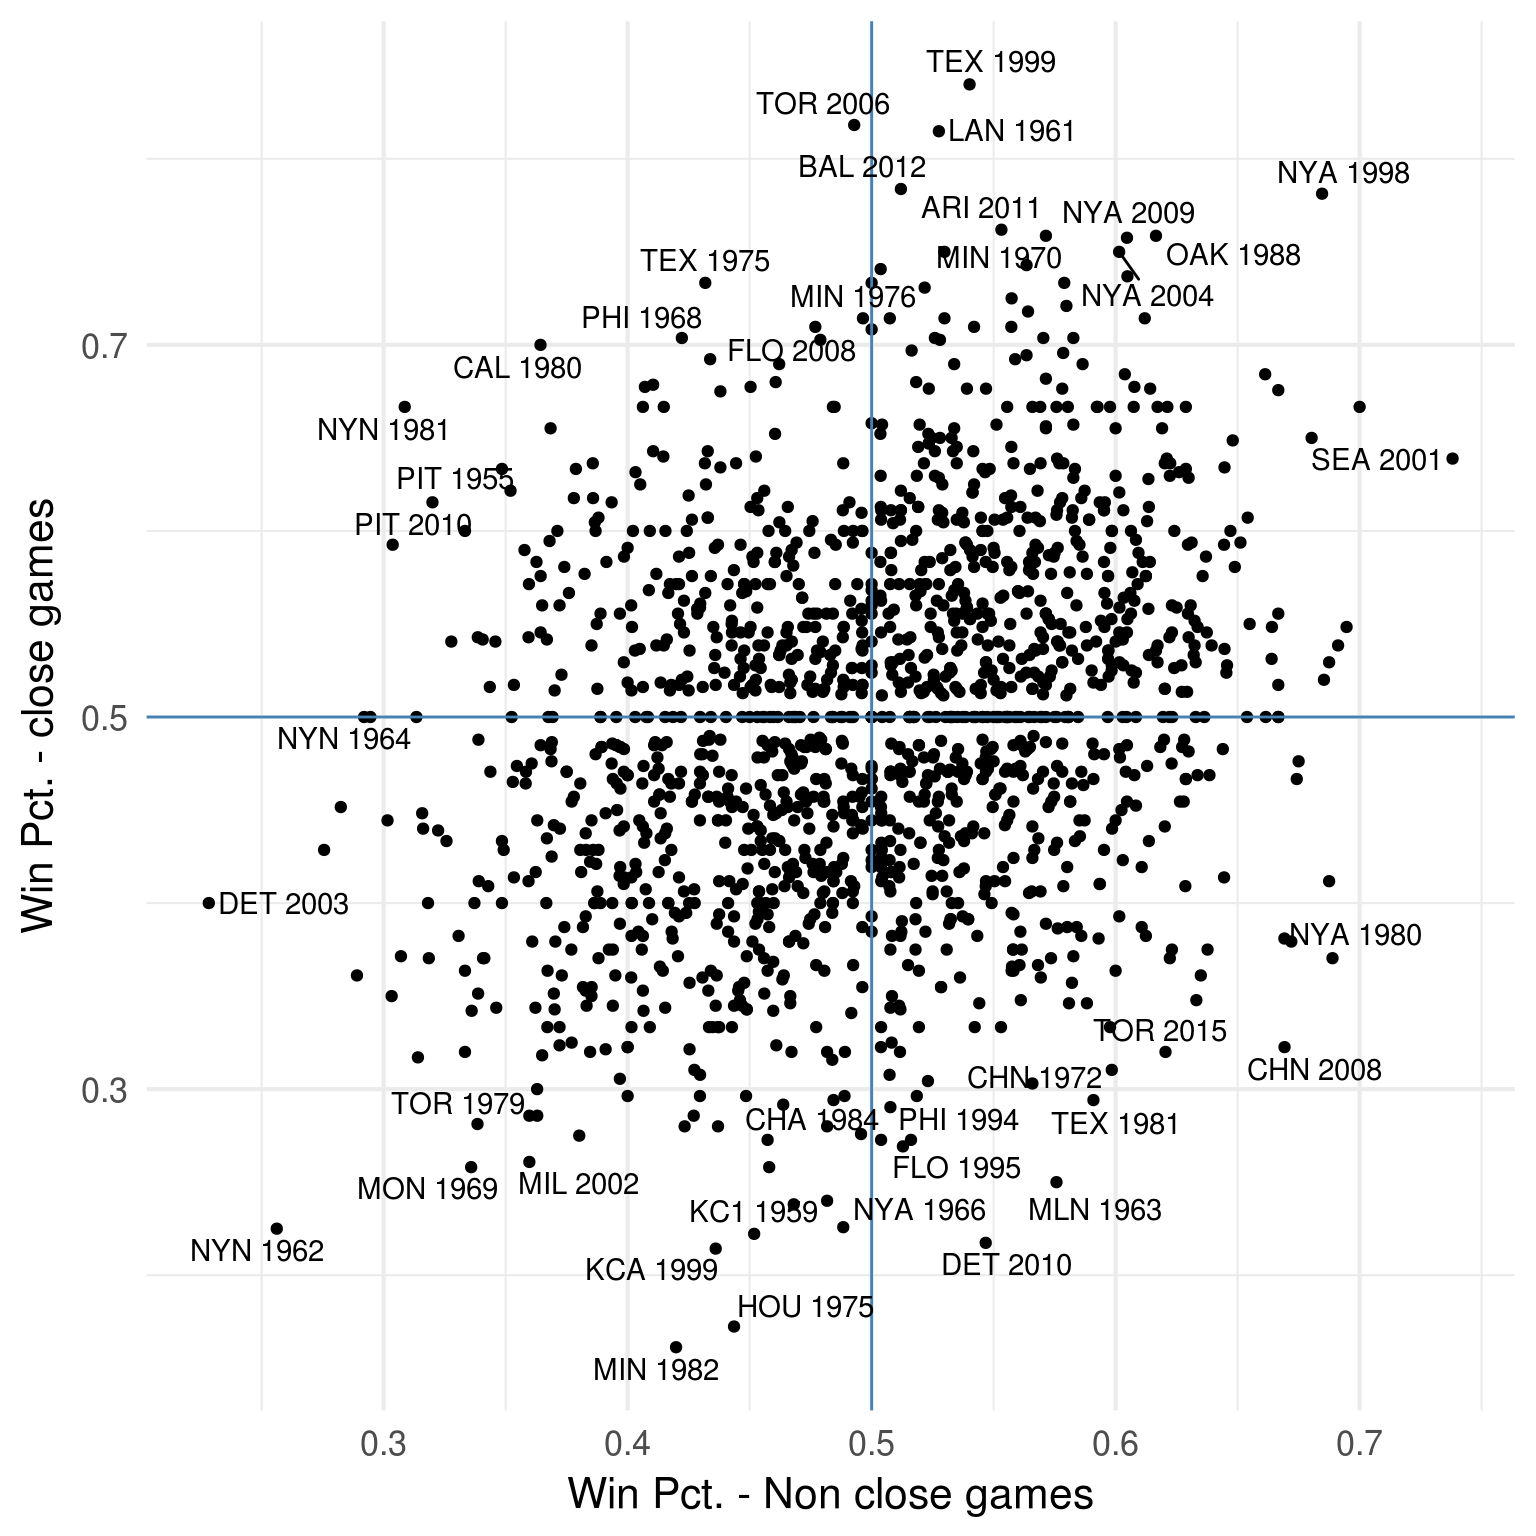 TEX 1999
TOR 2006
LAN 1961
BAL 2012
NYA 1998
ARI 2011
NYA 2009
TEX 1975
MIN 1970
OAK 1988
MIN 1976
NYA 2004
PHI 1968
FLO 2008
CAL 1980
NYN 1981
SEA 2001
PIT 1955
PIT 2010
NYN 1964
DET 2003
NYA 1980
TOR 2015
CHN 2008
CHN 1972
TOR 1979
CHA 1984
PHI 1994
TEX 1981
FLO 1995
MON 1969
MIL 2002
KC1 1959
NYA 1966
MLN 1963
NYN 1962
KCA 1999
DET 2010
HOU 1975
MIN 1982
0.7
0.5
0.3
Win Pct. - close games
0.3
0.4
0.5
0.6
0.7
Win Pct. - Non close games